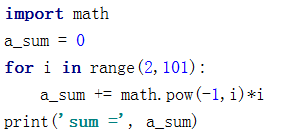 import math
a_sum = 0
for i in range(2,101):
    a_sum += math.pow(-1,i)*i
print('sum =', a_sum)